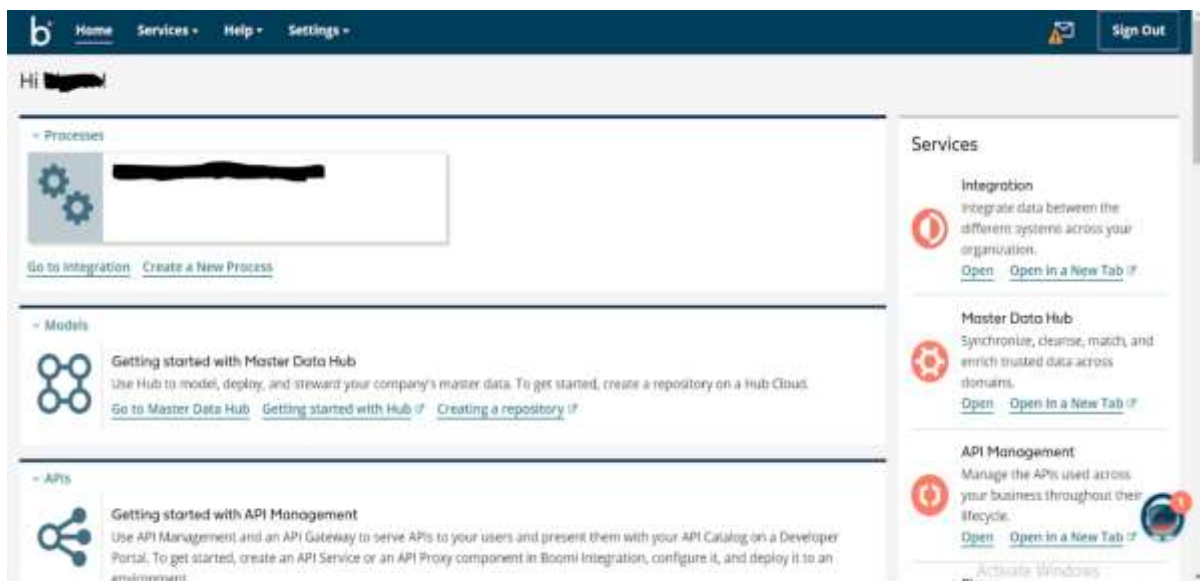 b
Home Services Help Settings Sign Out
Hi
Processes
Go to Integration Create a New Process
Models
Getting started with Master Data Hub
Use Hub to model, deploy, and steward your company's master data. To get started, create a repository on a Hub Cloud.
Go to Master Data Hub Getting started with Hub Creating a repository
APIs
Getting started with API Management
Use API Management and an API Gateway to serve APIs to your users and present them with your API Catalog on a Developer
Portal. To get started, create an API Service or an API Proxy component in Boomi Integration, configure it, and deploy it to an
environment.
Services
Integration
Integrate data between the
different systems across your
organization.
Open Open in a New Tab
Master Data Hub
Synchronize, cleanse, match, and
enrich trusted data across
domains.
Open Open in a New Tab
API Management
Manage the APIs used across
your business throughout their
lifecycle.
Open Open in a New Tab
1
Activate Windows